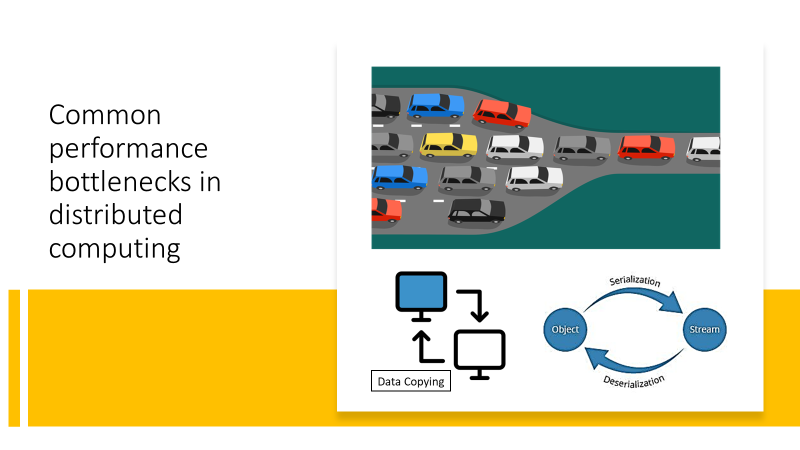 Common
performance
bottlenecks in
distributed
computing
Data Copying
Serialization
Object
Stream
Deserialization